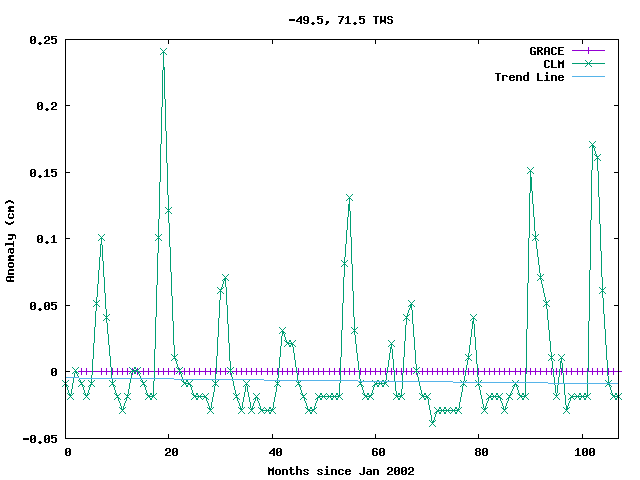 -49.5, 71.5 TWS
GRACE
CLM
Trend Line
0.25
0.2
0.15
0.1
0.05
0
-0.05
Anomaly (cm)
0 20 40 60 80 100
Months since Jan 2002